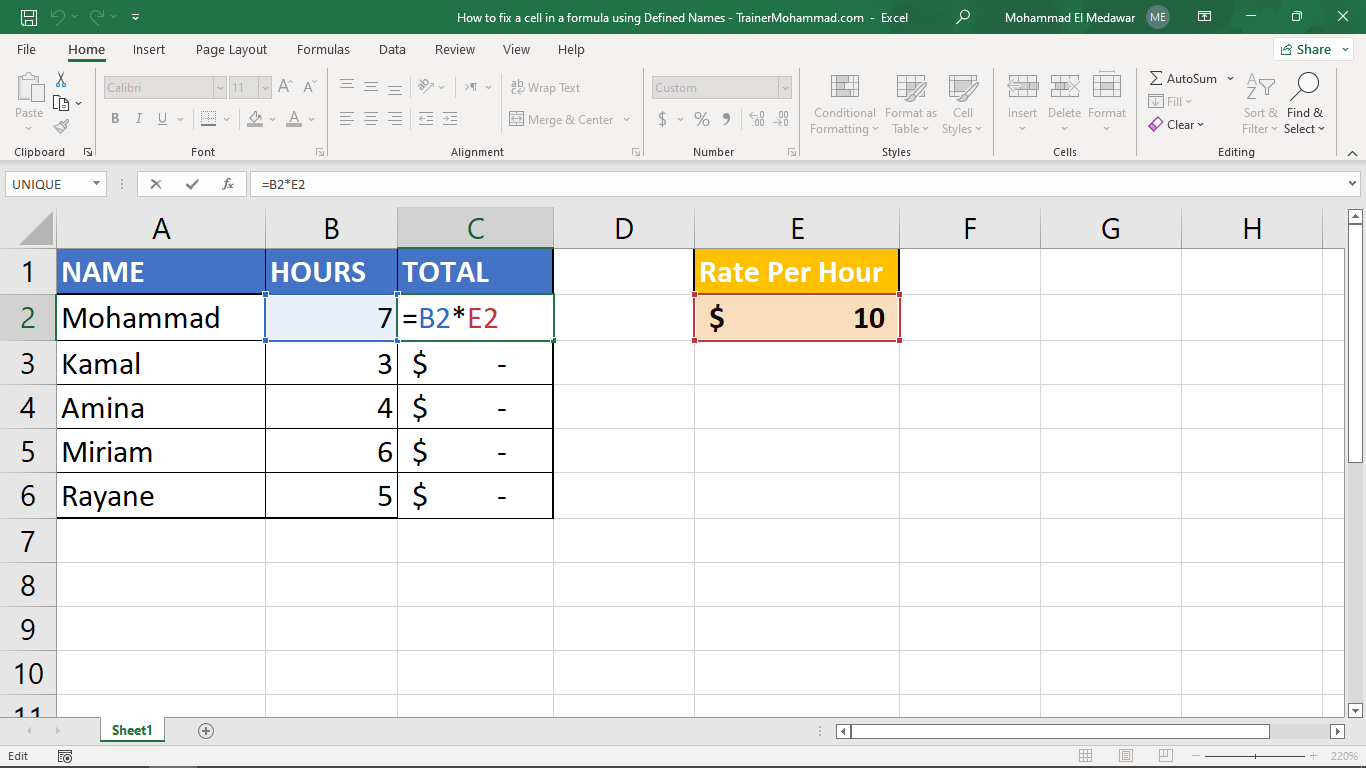 How to fix a cell in a formula using Defined Names - TrainerMohammad.com - Excel
Mohammad El Medawar ME
File Home Insert Page Layout Formulas Data Review View Help Share
Paste
Calibri 11
B I U A
Wrap Text
Merge & Center
Custom
$ %
Conditional Formatting
Format as Table
Cell Styles
Insert Delete Format
AutoSum
Fill
Clear
Sort & Filter
Find & Select
Clipboard Font Alignment Number Styles Cells Editing
UNIQUE fx =B2*E2
A B C D E F G H
1 NAME HOURS TOTAL Rate Per Hour
2 Mohammad 7 =B2*E2 $ 10
3 Kamal 3 $ -
4 Amina 4 $ -
5 Miriam 6 $ -
6 Rayane 5 $ -
7
8
9
10
11
Sheet1
Edit 220%